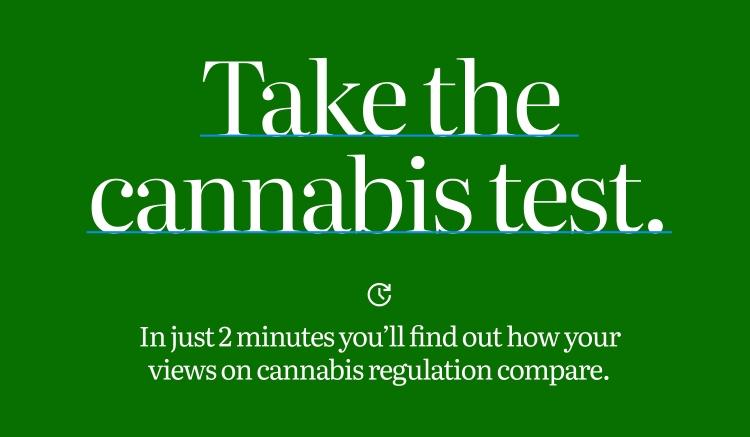 Take the
cannabis test.
In just 2 minutes you’ll find out how your
views on cannabis regulation compare.